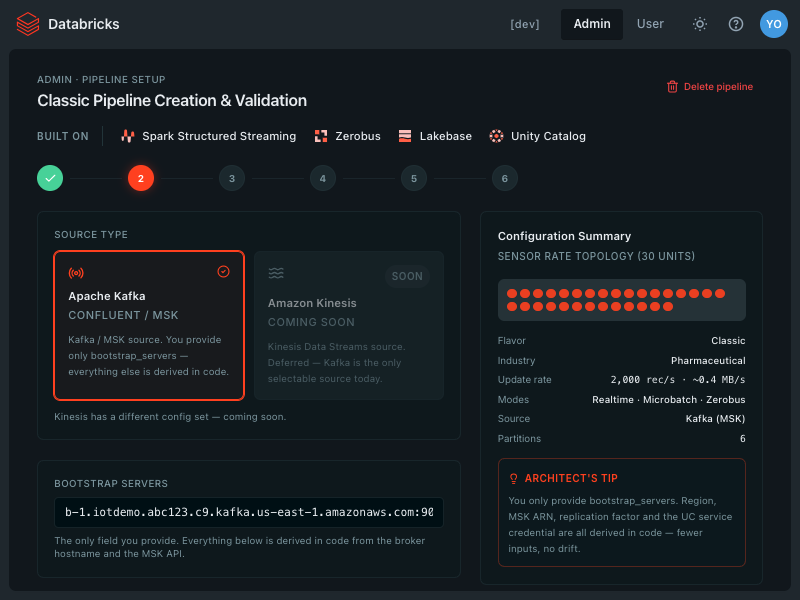 Databricks
[dev]
Admin
User
YO
ADMIN · PIPELINE SETUP
Classic Pipeline Creation & Validation
Delete pipeline
BUILT ON
Spark Structured Streaming
Zerobus
Lakebase
Unity Catalog
2
3
4
5
6
SOURCE TYPE
Apache Kafka
CONFLUENT / MSK
Kafka / MSK source. You provide
only bootstrap_servers —
everything else is derived in code.
SOON
Amazon Kinesis
COMING SOON
Kinesis Data Streams source.
Deferred — Kafka is the only
selectable source today.
Kinesis has a different config set — coming soon.
BOOTSTRAP SERVERS
b-1.iotdemo.abc123.c9.kafka.us-east-1.amazonaws.com:90
The only field you provide. Everything below is derived in code from the broker
hostname and the MSK API.
Configuration Summary
SENSOR RATE TOPOLOGY (30 UNITS)
Flavor Classic
Industry Pharmaceutical
Update rate 2,000 rec/s · ~0.4 MB/s
Modes Realtime · Microbatch · Zerobus
Source Kafka (MSK)
Partitions 6
ARCHITECT'S TIP
You only provide bootstrap_servers. Region,
MSK ARN, replication factor and the UC service
credential are all derived in code — fewer
inputs, no drift.